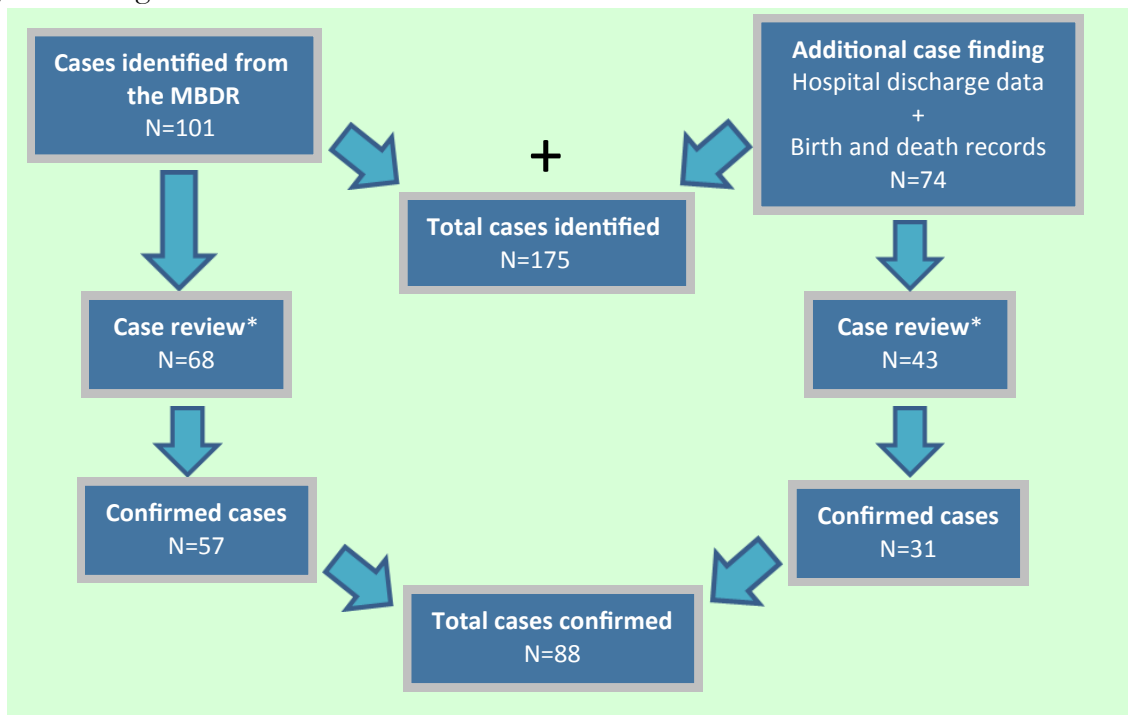 Cases identified from
the MBDR
N=101
Additional case finding
Hospital discharge data
+
Birth and death records
N=74
+
Total cases identified
N=175
Case review*
N=68
Case review*
N=43
Confirmed cases
N=57
Confirmed cases
N=31
Total cases confirmed
N=88